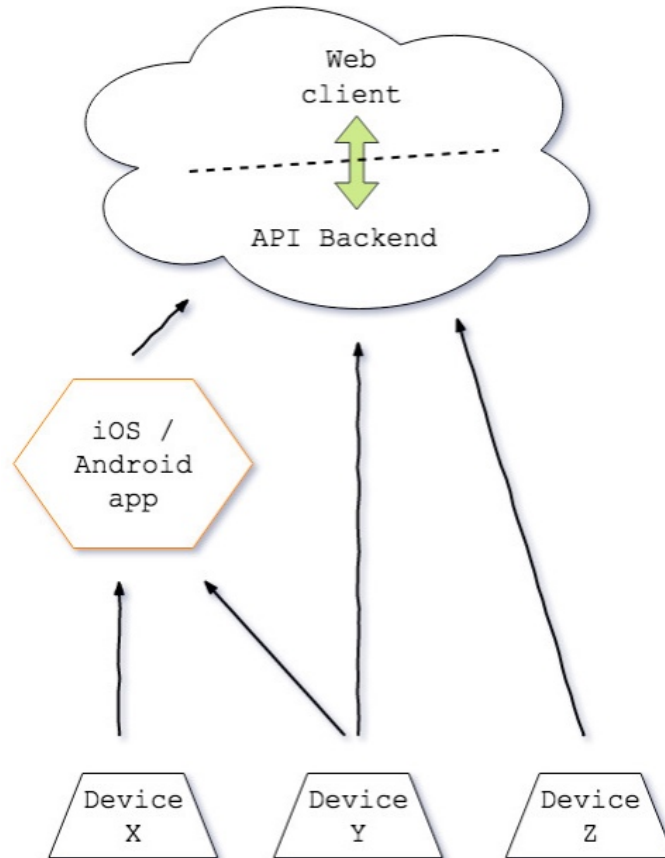 Web
client
API Backend
iOS /
Android
app
Device
X
Device
Y
Device
Z